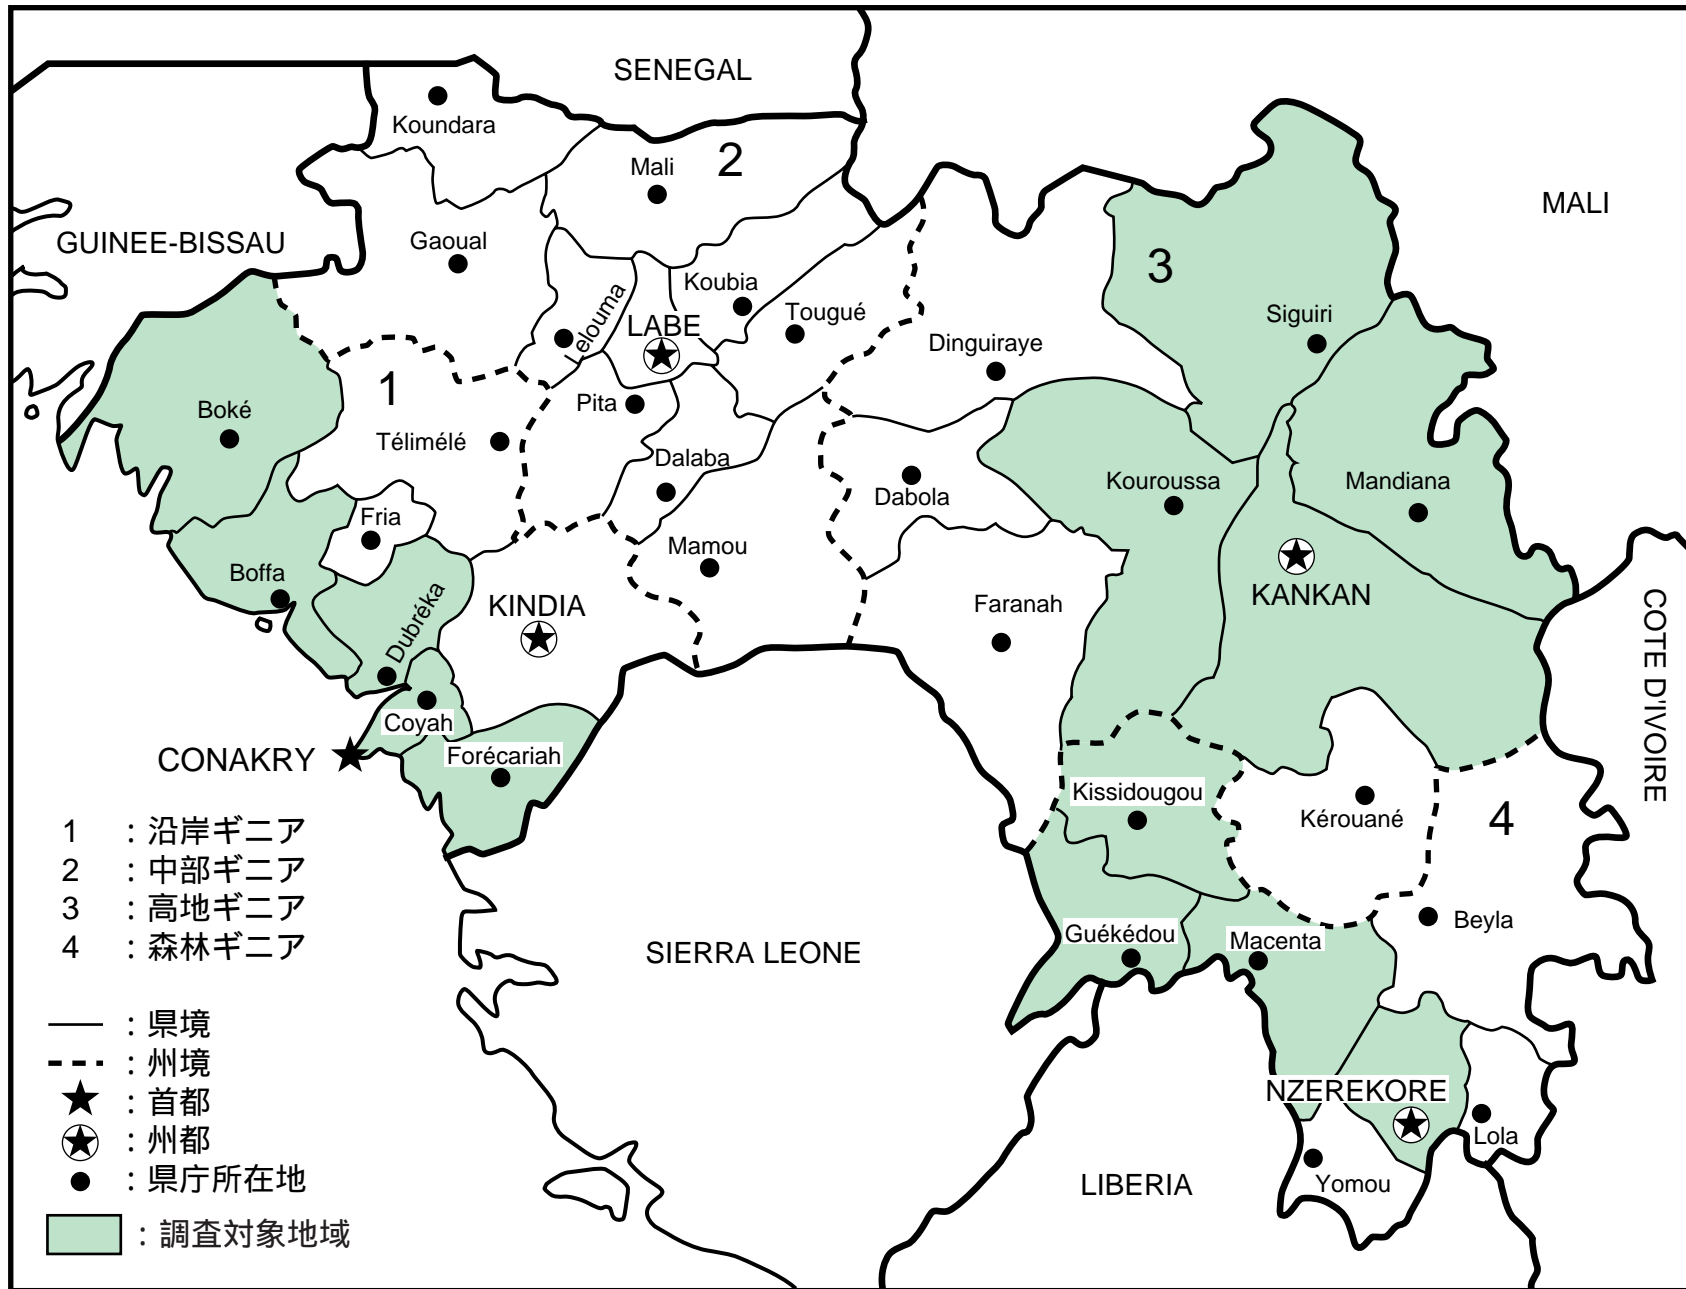 SENEGAL
Koundara
Mali
2
MALI
GUINEE-BISSAU
Gaoual
3
Koubia
Lelouma
LABE
Tougué
Siguiri
Dinguiraye
1
Pita
Boké
Télimélé
Dalaba
Dabola
Kouroussa
Mandiana
Fria
Mamou
Boffa
KINDIA
Dubréka
Faranah
KANKAN
COTE D'IVOIRE
Coyah
CONAKRY
Forécariah
Kissidougou
Kérouané
4
Beyla
Guékédou
Macenta
SIERRA LEONE
NZEREKORE
Lola
Yomou
LIBERIA
1 : 沿岸ギニア
2 : 中部ギニア
3 : 高地ギニア
4 : 森林ギニア
: 県境
: 州境
: 首都
: 州都
: 県庁所在地
: 調査対象地域